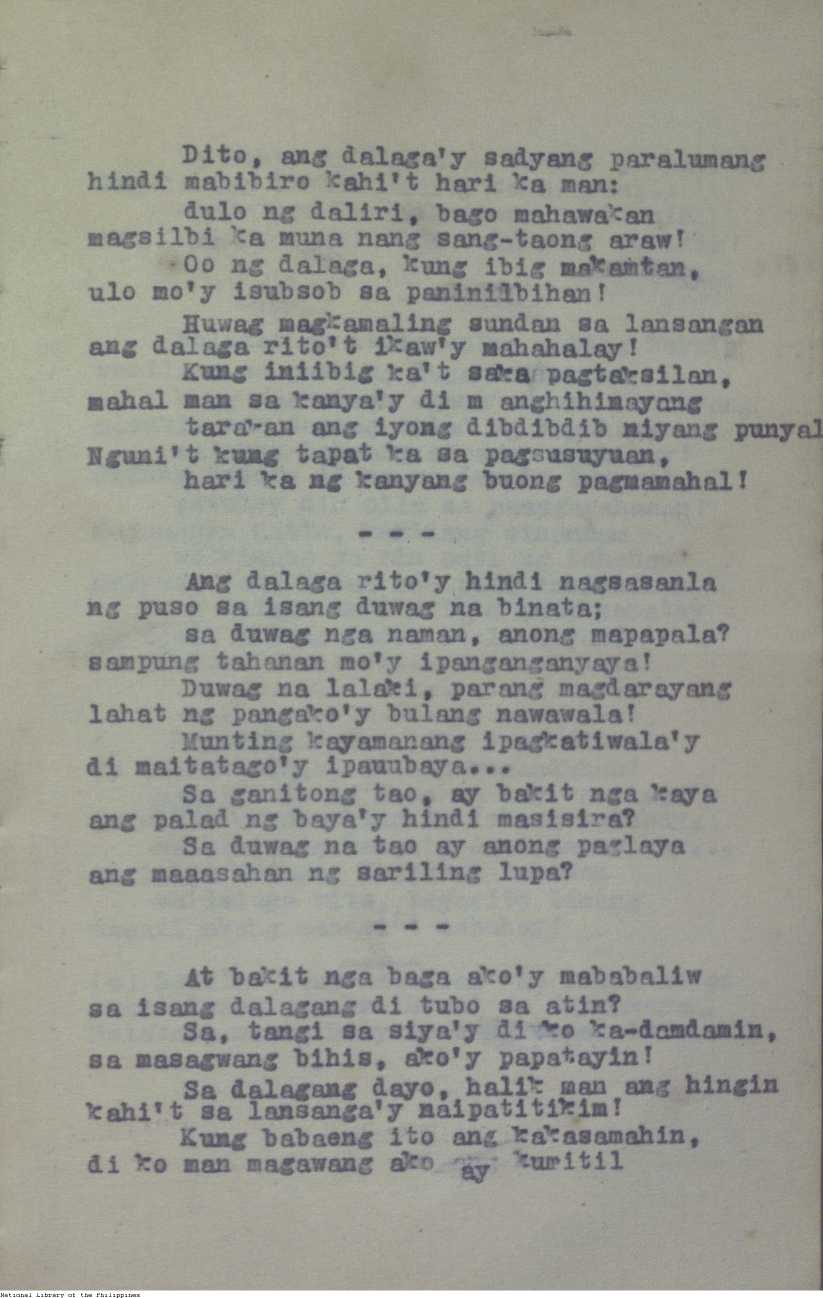 Dito, ang dalaga'y sadyang paralumang
hindi mabibiro kahi't hari ka man:
dulo ng daliri, bago mahawakan
magsilbi ka muna nang sang-taong araw!
Oo ng dalaga, kung ibig makamtan,
ulo mo'y isubsob sa paninilbihan!
Huwag magkamaling sundan sa lansangan
ang dalaga rito't ikaw'y mahahalay!
Kung iniibig ka't saka pagtaksilan,
mahal man sa kanya'y di m anghihinayang
tarakan ang iyong dibdibdib niyang punyal
Nguni't kung tapat ka sa pagsusuyuan,
hari ka ng kanyang buong pagmamahal!
- - -
Ang dalaga rito'y hindi nagsasanla
ng puso sa isang duwag na binata;
sa duwag nga naman, anong mapapala?
sampung tahanan mo'y ipanganganyaya!
Duwag na lalaki, parang magdarayang
lahat ng pangako'y bulang nawawala!
Munting kayamanang ipagkatiwala'y
di maitatago'y ipauubaya...
Sa ganitong tao, ay bakit nga kaya
ang palad ng baya'y hindi masisira?
Sa duwag na tao ay anong paglaya
ang maaasahan ng sariling lupa?
- - -
At bakit nga baga ako'y mababaliw
sa isang dalagang di tubo sa atin?
Sa, tangi sa siya'y di ko ka-damdamin,
sa masagwang bihis, ako'y papatayin!
Sa dalagang dayo, halik man ang hingin
kahi't sa lansanga'y naipatitikim!
Kung babaeng ito ang kakasamahin,
di ko man magawang ako ay kumitil
National Library of the Philippines